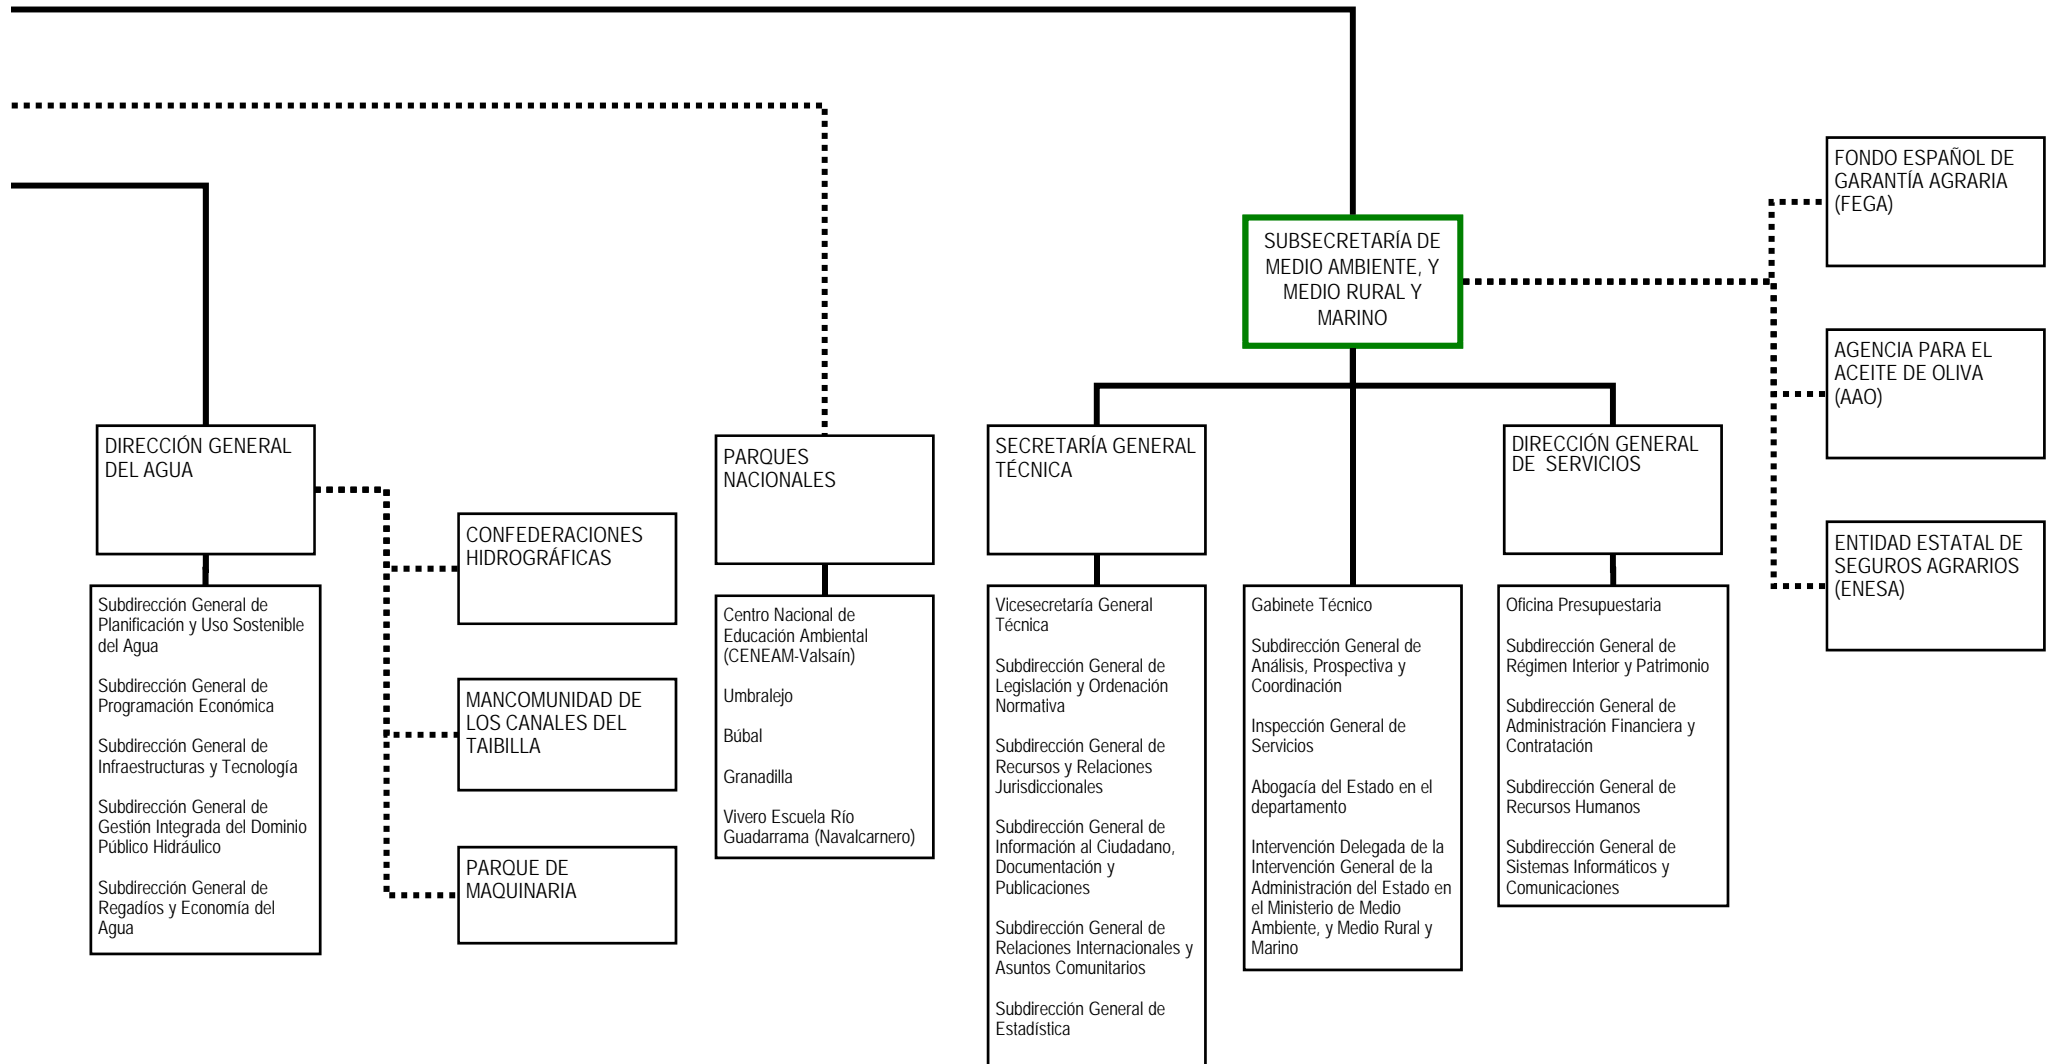 FONDO ESPAÑOL DE
GARANTÍA AGRARIA
(FEGA)
SUBSECRETARÍA DE
MEDIO AMBIENTE, Y
MEDIO RURAL Y
MARINO
AGENCIA PARA EL
ACEITE DE OLIVA
(AAO)
ENTIDAD ESTATAL DE
SEGUROS AGRARIOS
(ENESA)
DIRECCIÓN GENERAL
DEL AGUA
Subdirección General de
Planificación y Uso Sostenible
del Agua
Subdirección General de
Programación Económica
Subdirección General de
Infraestructuras y Tecnología
Subdirección General de
Gestión Integrada del Dominio
Público Hidráulico
Subdirección General de
Regadíos y Economía del
Agua
CONFEDERACIONES
HIDROGRÁFICAS
MANCOMUNIDAD DE
LOS CANALES DEL
TAIBILLA
PARQUE DE
MAQUINARIA
PARQUES
NACIONALES
Centro Nacional de
Educación Ambiental
(CENEAM-Valsaín)
Umbralejo
Búbal
Granadilla
Vivero Escuela Río
Guadarrama (Navalcarnero)
SECRETARÍA GENERAL
TÉCNICA
Vicesecretaría General
Técnica
Subdirección General de
Legislación y Ordenación
Normativa
Subdirección General de
Recursos y Relaciones
Jurisdiccionales
Subdirección General de
Información al Ciudadano,
Documentación y
Publicaciones
Subdirección General de
Relaciones Internacionales y
Asuntos Comunitarios
Subdirección General de
Estadística
Gabinete Técnico
Subdirección General de
Análisis, Prospectiva y
Coordinación
Inspección General de
Servicios
Abogacía del Estado en el
departamento
Intervención Delegada de la
Intervención General de la
Administración del Estado en
el Ministerio de Medio
Ambiente, y Medio Rural y
Marino
DIRECCIÓN GENERAL
DE SERVICIOS
Oficina Presupuestaria
Subdirección General de
Régimen Interior y Patrimonio
Subdirección General de
Administración Financiera y
Contratación
Subdirección General de
Recursos Humanos
Subdirección General de
Sistemas Informáticos y
Comunicaciones